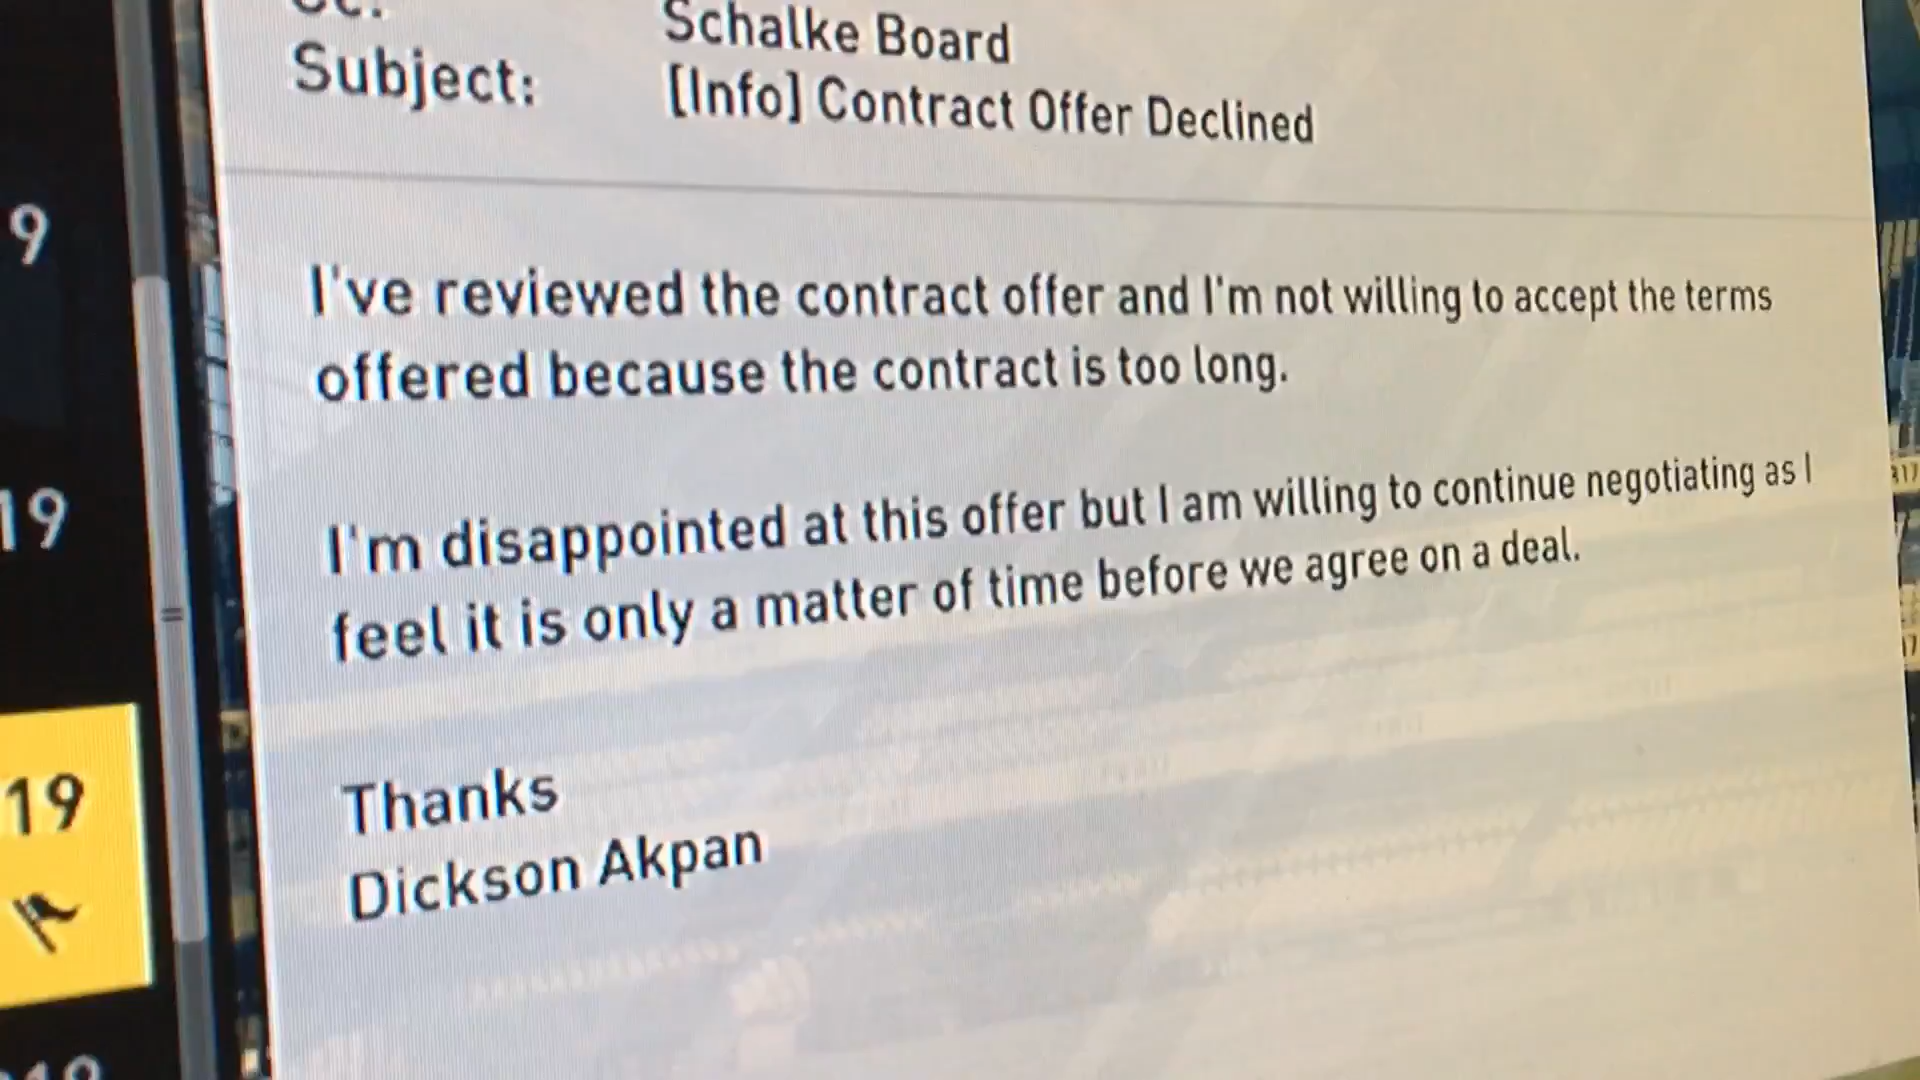 Schalke Board
Subject: [Info] Contract Offer Declined
I've reviewed the contract offer and I'm not willing to accept the terms
offered because the contract is too long.
I'm disappointed at this offer but I am willing to continue negotiating as I
feel it is only a matter of time before we agree on a deal.
Thanks
Dickson Akpan
9
19
19